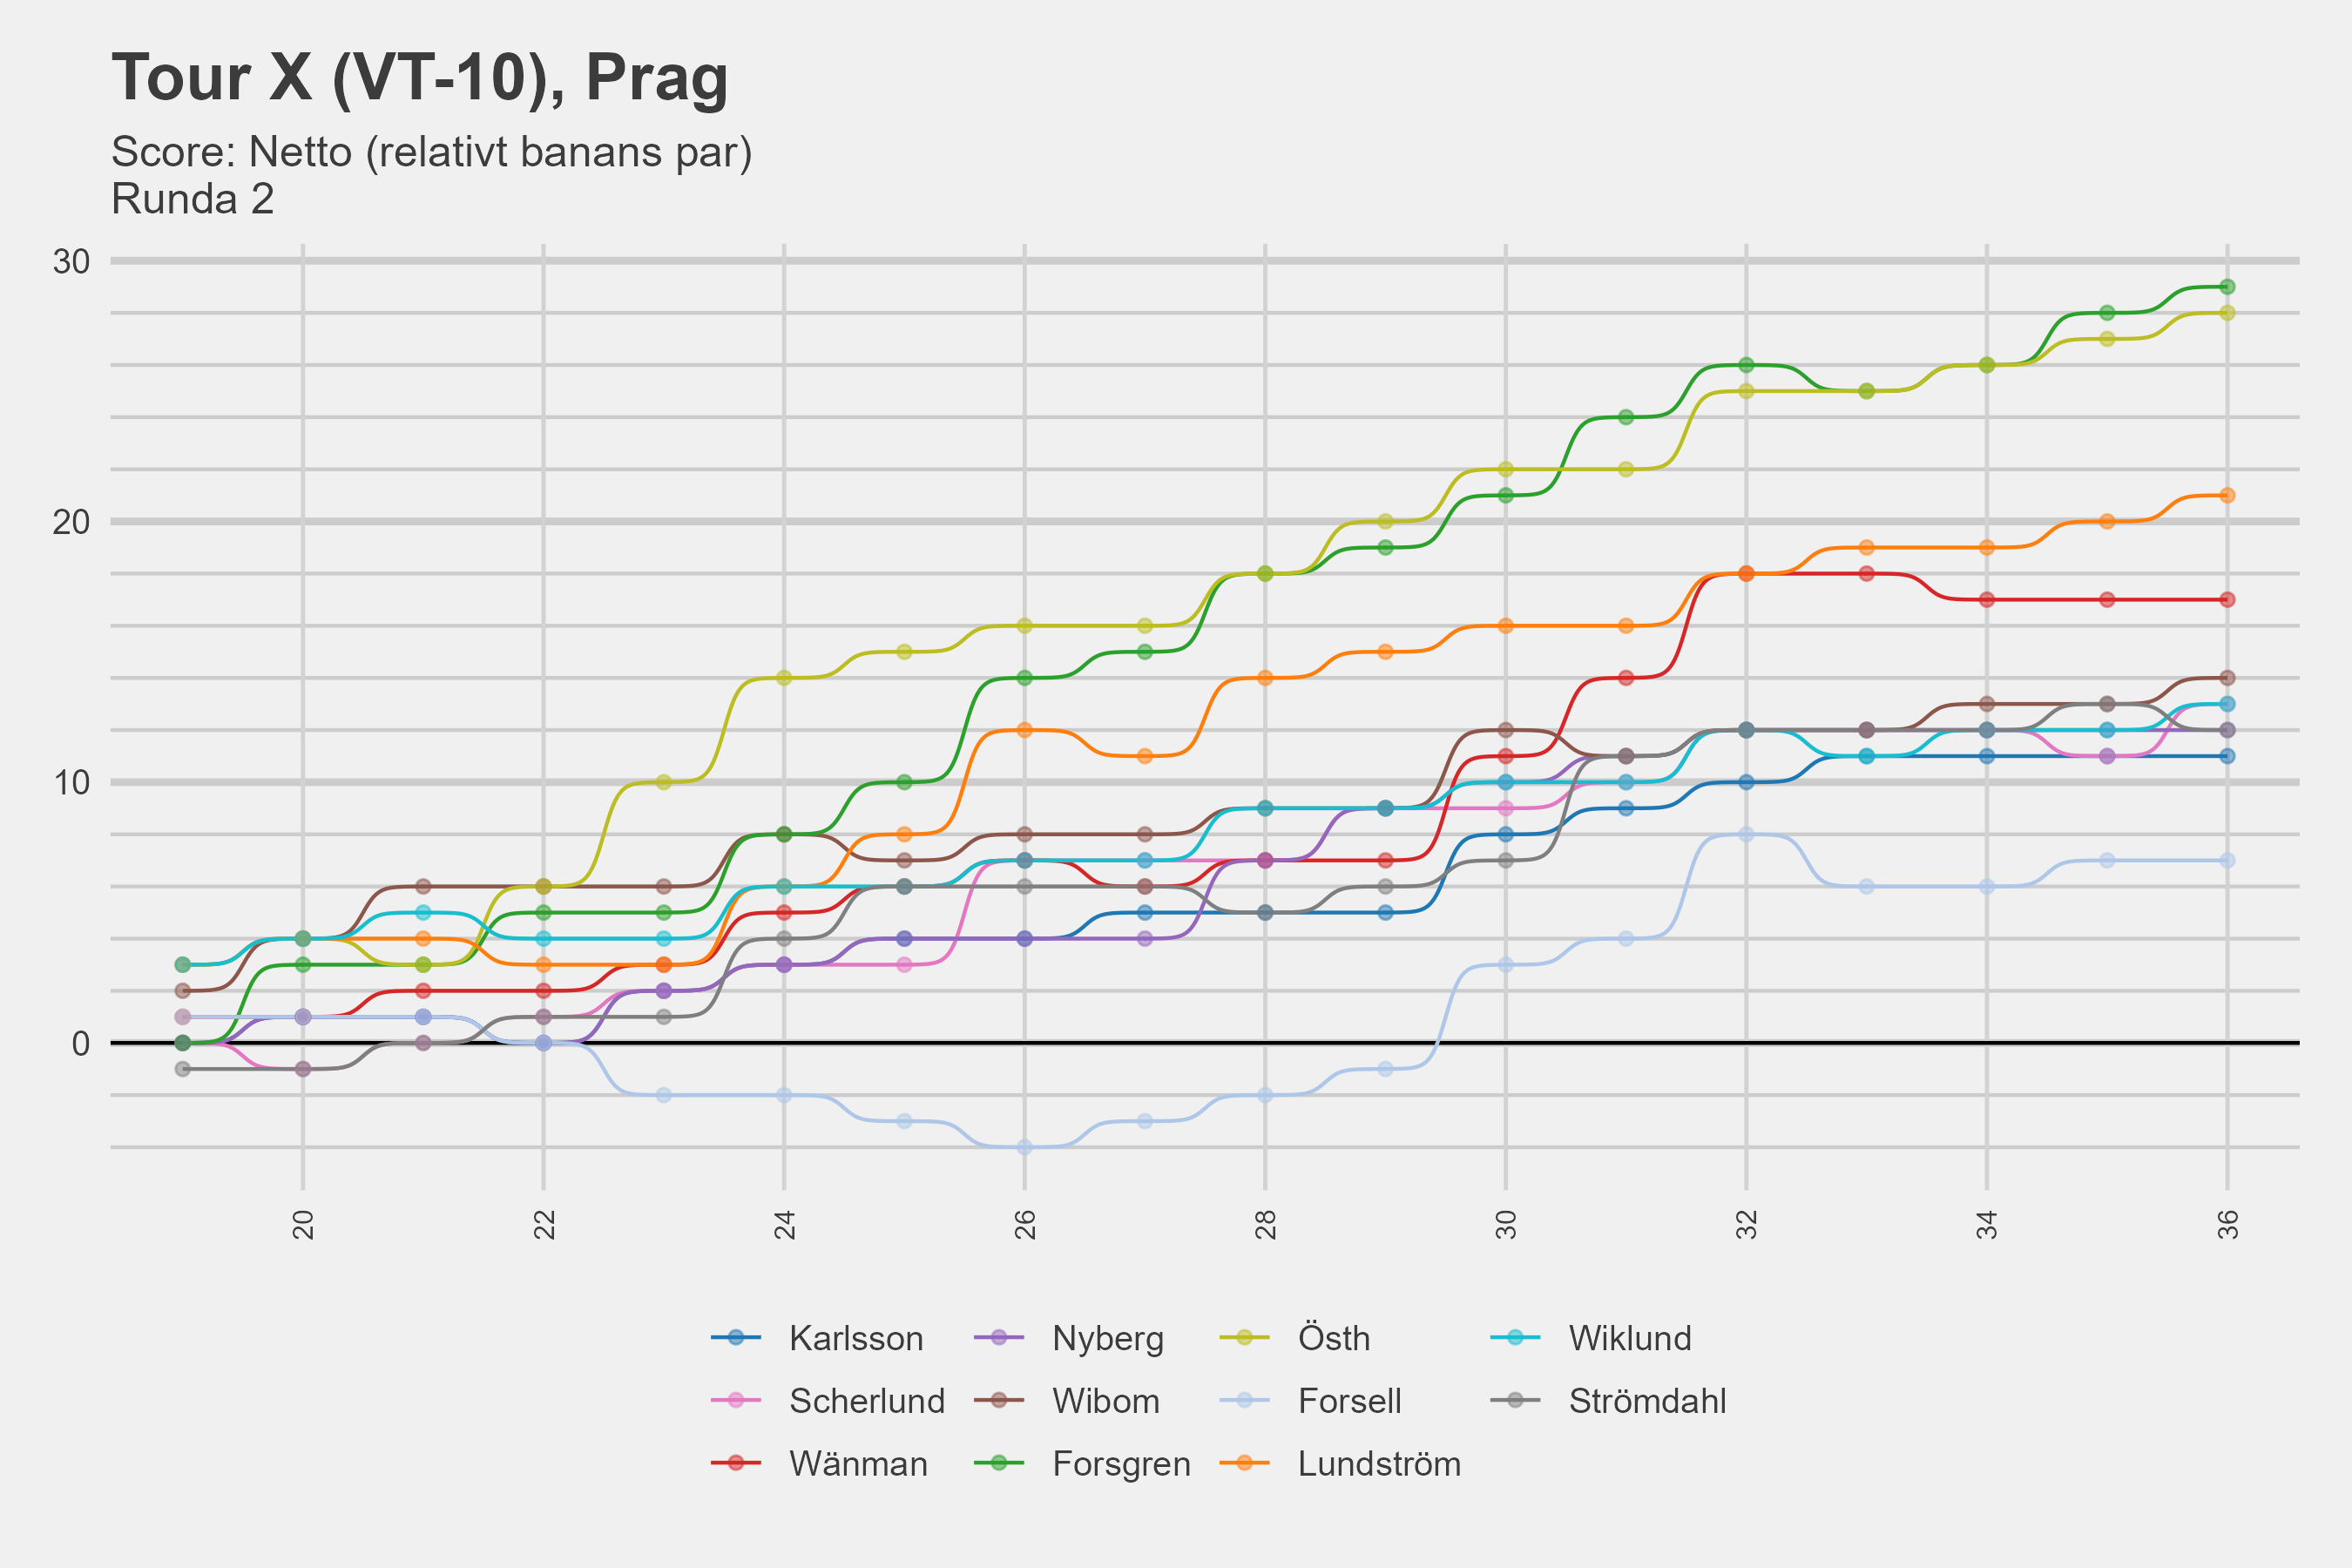 Tour X (VT-10), Prag
Score: Netto (relativt banans par)
Runda 2
30
20
10
0
20 22 24 26 28 30 32 34 36
Karlsson Nyberg Östh Wiklund
Scherlund Wibom Forsell Strömdahl
Wänman Forsgren Lundström